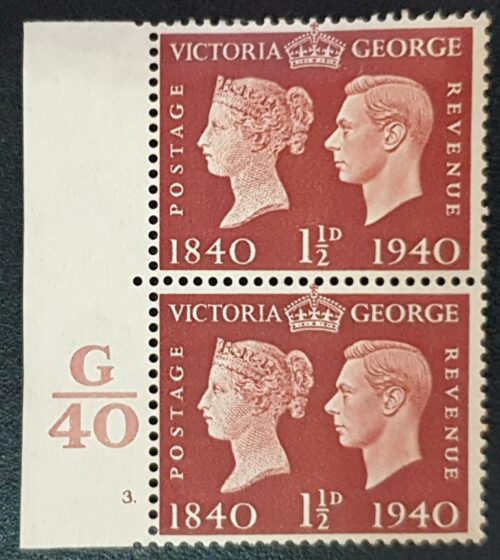 VICTORIA GEORGE
POSTAGE
REVENUE
1840 1½D 1940
VICTORIA GEORGE
POSTAGE
REVENUE
1840 1½D 1940
G
40
3.